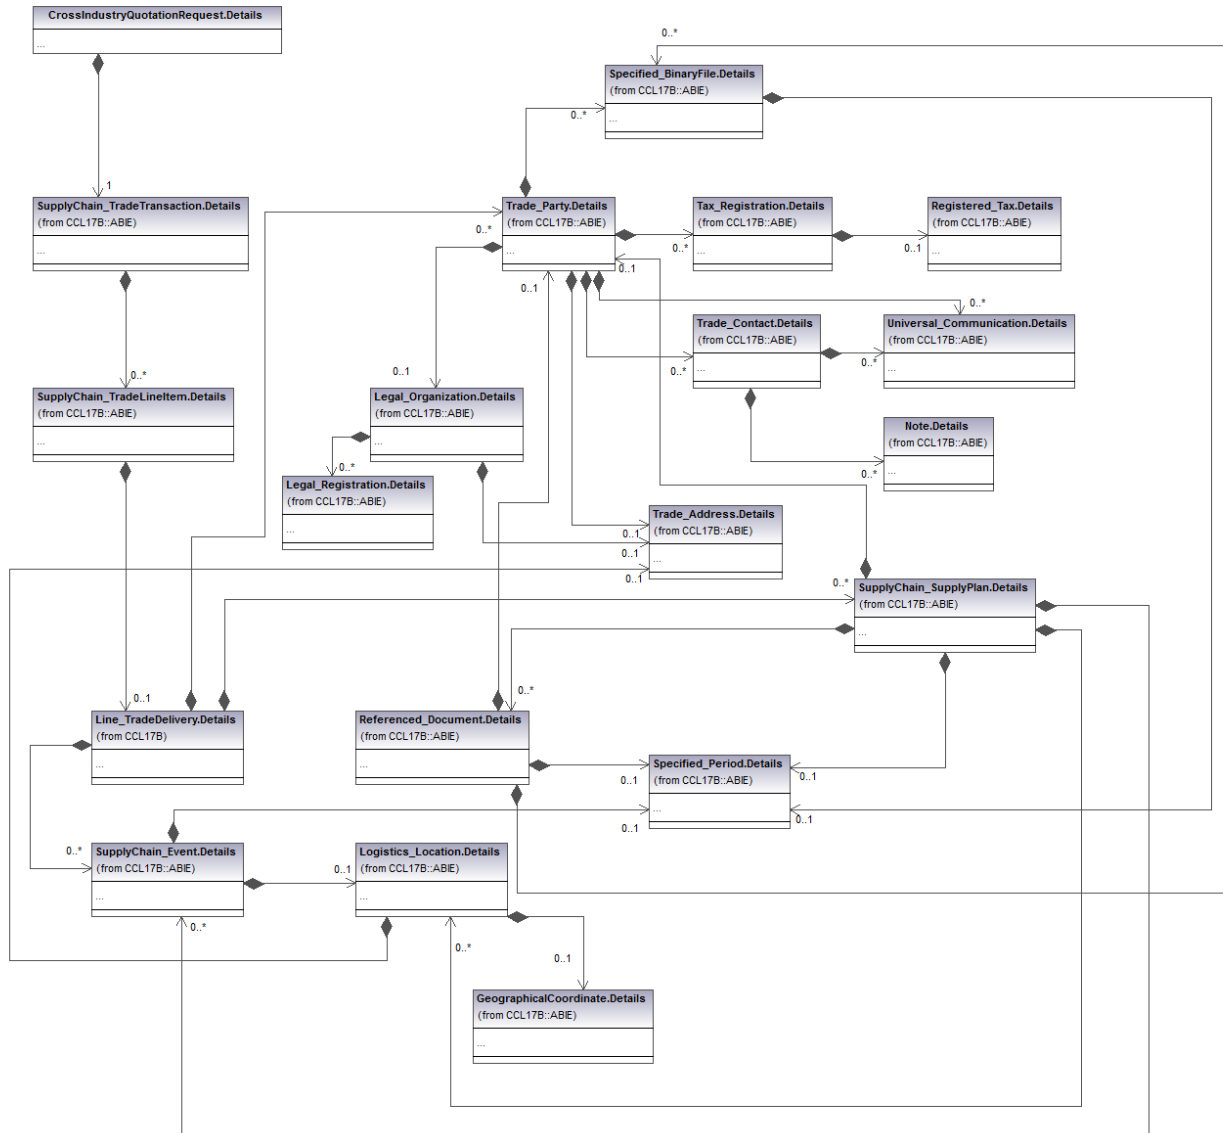 CrossIndustryQuotationRequest.Details
...
0..*
Specified_BinaryFile.Details
(from CCL17B::ABIE)
...
0..*
1
SupplyChain_TradeTransaction.Details
(from CCL17B::ABIE)
...
Trade_Party.Details
(from CCL17B::ABIE)
...
0..*
0..1
0..1
Tax_Registration.Details
(from CCL17B::ABIE)
...
0..*
Registered_Tax.Details
(from CCL17B::ABIE)
...
0..1
0..*
Trade_Contact.Details
(from CCL17B::ABIE)
...
0..*
Universal_Communication.Details
(from CCL17B::ABIE)
...
0..*
0..*
SupplyChain_TradeLineItem.Details
(from CCL17B::ABIE)
...
0..1
Legal_Organization.Details
(from CCL17B::ABIE)
...
Note.Details
(from CCL17B::ABIE)
...
0..*
0..*
Legal_Registration.Details
(from CCL17B::ABIE)
...
Trade_Address.Details
(from CCL17B::ABIE)
...
0..1
0..1
0..1
0..*
SupplyChain_SupplyPlan.Details
(from CCL17B::ABIE)
...
0..1
Line_TradeDelivery.Details
(from CCL17B)
...
0..*
Referenced_Document.Details
(from CCL17B::ABIE)
...
Specified_Period.Details
(from CCL17B::ABIE)
...
0..1
0..1
0..1
0..1
0..*
SupplyChain_Event.Details
(from CCL17B::ABIE)
...
0..*
0..1
Logistics_Location.Details
(from CCL17B::ABIE)
...
0..*
0..1
GeographicalCoordinate.Details
(from CCL17B::ABIE)
...